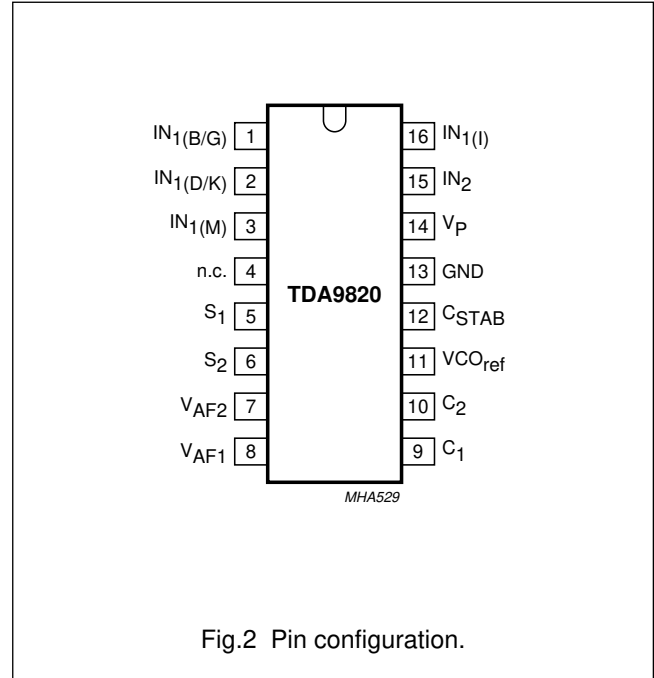 IN1(B/G) 1
IN1(D/K) 2
IN1(M) 3
n.c. 4
S1 5
S2 6
VAF2 7
VAF1 8
TDA9820
16 IN1(I)
15 IN2
14 VP
13 GND
12 CSTAB
11 VCOref
10 C2
9 C1
MHA529
Fig.2 Pin configuration.